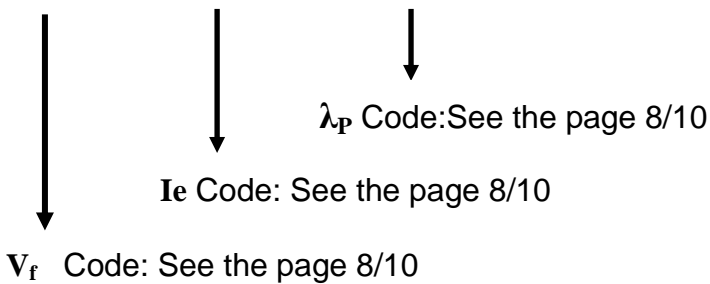 λP Code:See the page 8/10
Ie Code: See the page 8/10
Vf Code: See the page 8/10